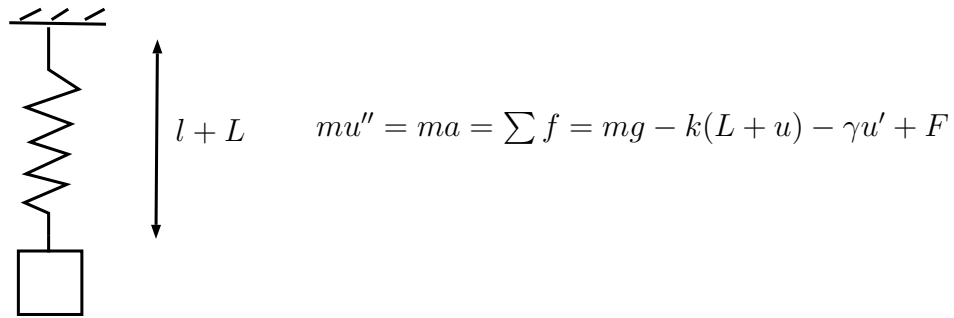 l + L
mu″ = ma = ∑ f = mg − k(L + u) − γu′ + F